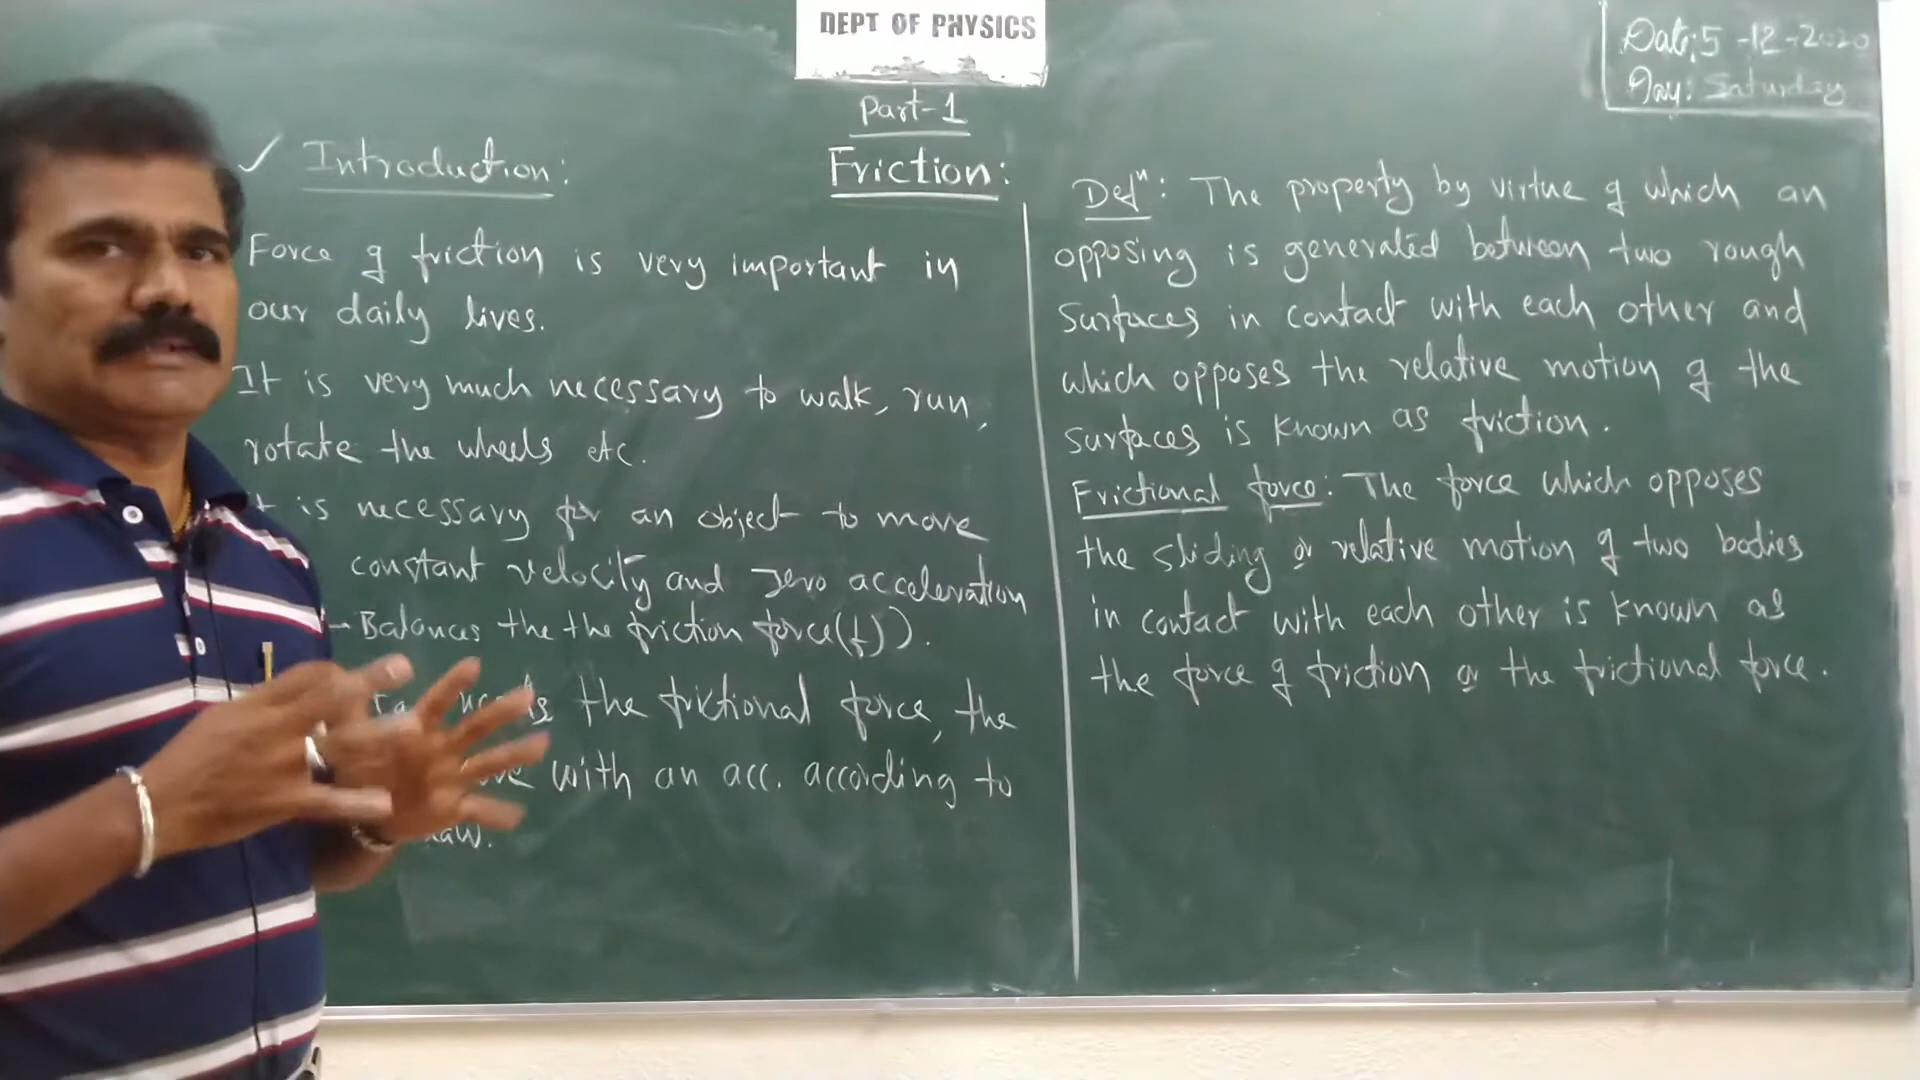 DEPT OF PHYSICS
Date: 5-12-2020
Day: Saturday
Part-1
Friction:
✓ Introduction:
Force of friction is very important in
our daily lives.
It is very much necessary to walk, run,
rotate the wheels etc.
is necessary for an object to move
constant velocity and zero acceleration
- Balances the the friction force(f)).
the frictional force, the
with an acc. according to
Law.
Defⁿ: The property by virtue of which an
opposing is generated between two rough
surfaces in contact with each other and
which opposes the relative motion of the
surfaces is known as friction.
Frictional force: The force which opposes
the sliding or relative motion of two bodies
in contact with each other is known as
the force of friction or the frictional force.